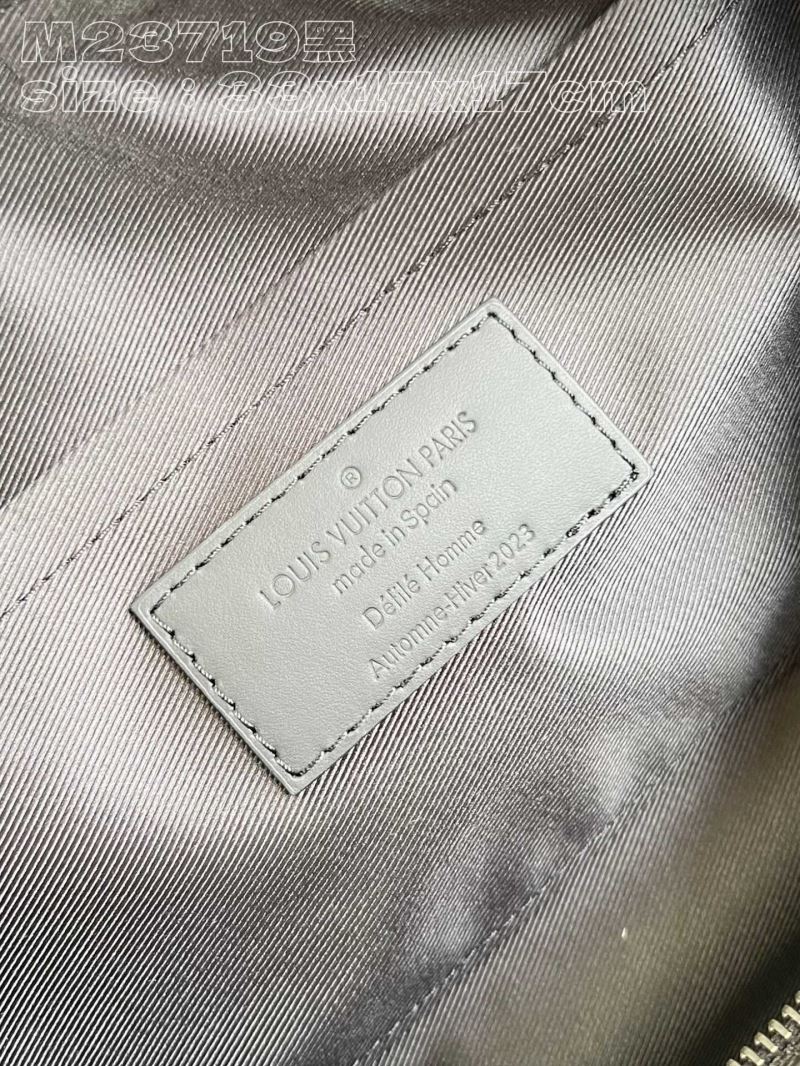 M23719黑
size : 33x17x17cm
®
LOUIS VUITTON PARIS
made in Spain
Défilé Homme
Automne-Hiver 2023